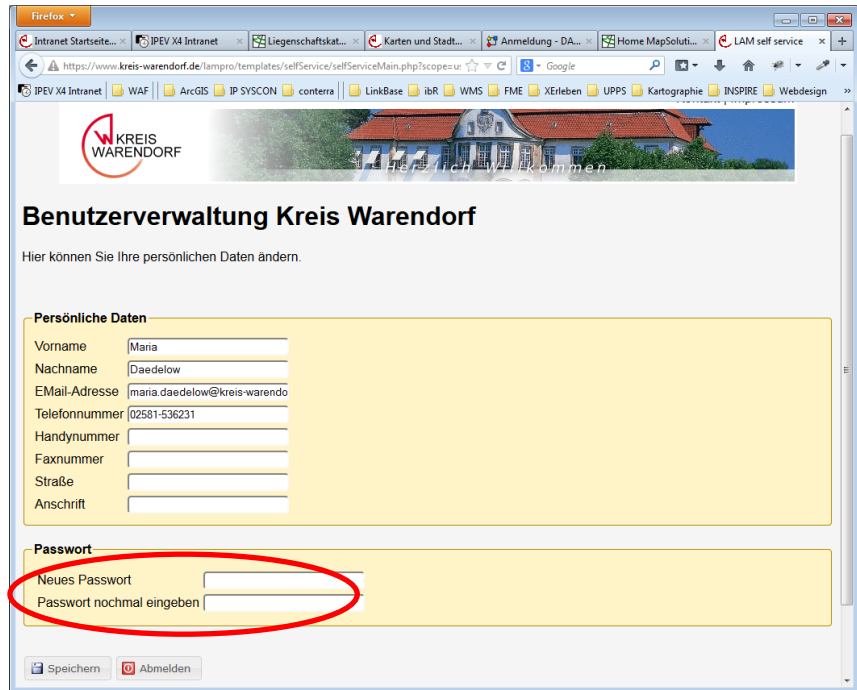 Firefox
Intranet Startseite... IPEV X4 Intranet Liegenschaftskat... Karten und Stadt... Anmeldung - DA... Home MapSoluti... LAM self service
https://www.kreis-warendorf.de/lampro/templates/selfService/selfServiceMain.php?scope=u Google
IPEV X4 Intranet WAF ArcGIS IP SYSCON conterra LinkBase ibR WMS FME XErleben UPPS Kartographie INSPIRE Webdesign
Kontakt | Impressum
KREIS
WARENDORF
Herzlich Willkommen
Benutzerverwaltung Kreis Warendorf
Hier können Sie Ihre persönlichen Daten ändern.
Persönliche Daten
Vorname Maria
Nachname Daedelow
EMail-Adresse maria.daedelow@kreis-warendo
Telefonnummer 02581-536231
Handynummer
Faxnummer
Straße
Anschrift
Passwort
Neues Passwort
Passwort nochmal eingeben
Speichern Abmelden